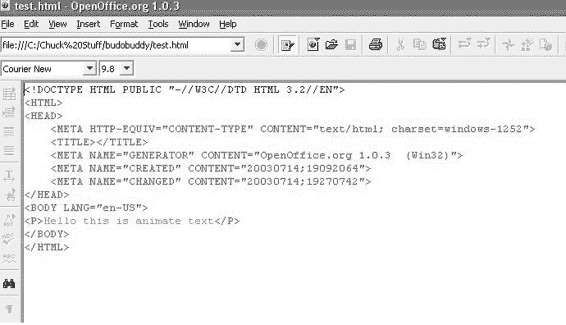 test.html - OpenOffice.org 1.0.3
File Edit View Insert Format Tools Window Help
file:///C:/Chuck%20Stuff/budobuddy/test.html
Courier New 9.8
<!DOCTYPE HTML PUBLIC "-//W3C//DTD HTML 3.2//EN">
<HTML>
<HEAD>
<META HTTP-EQUIV="CONTENT-TYPE" CONTENT="text/html; charset=windows-1252">
<TITLE></TITLE>
<META NAME="GENERATOR" CONTENT="OpenOffice.org 1.0.3  (Win32)">
<META NAME="CREATED" CONTENT="20030714;19092064">
<META NAME="CHANGED" CONTENT="20030714;19270742">
</HEAD>
<BODY LANG="en-US">
<P>Hello this is animate text</P>
</BODY>
</HTML>